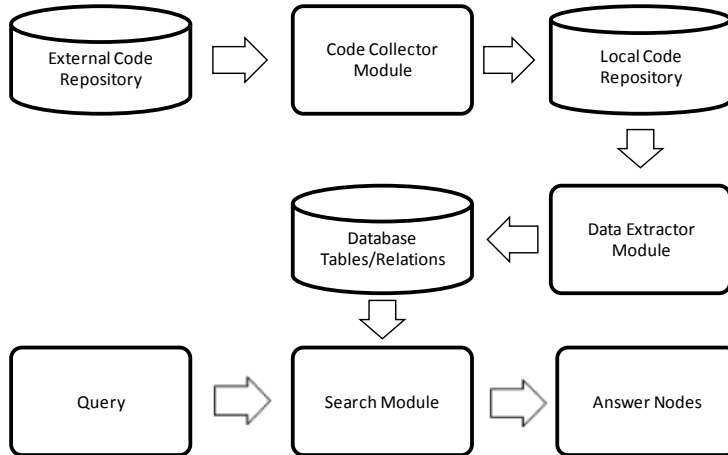 External Code
Repository
Code Collector
Module
Local Code
Repository
Database
Tables/Relations
Data Extractor
Module
Query
Search Module
Answer Nodes